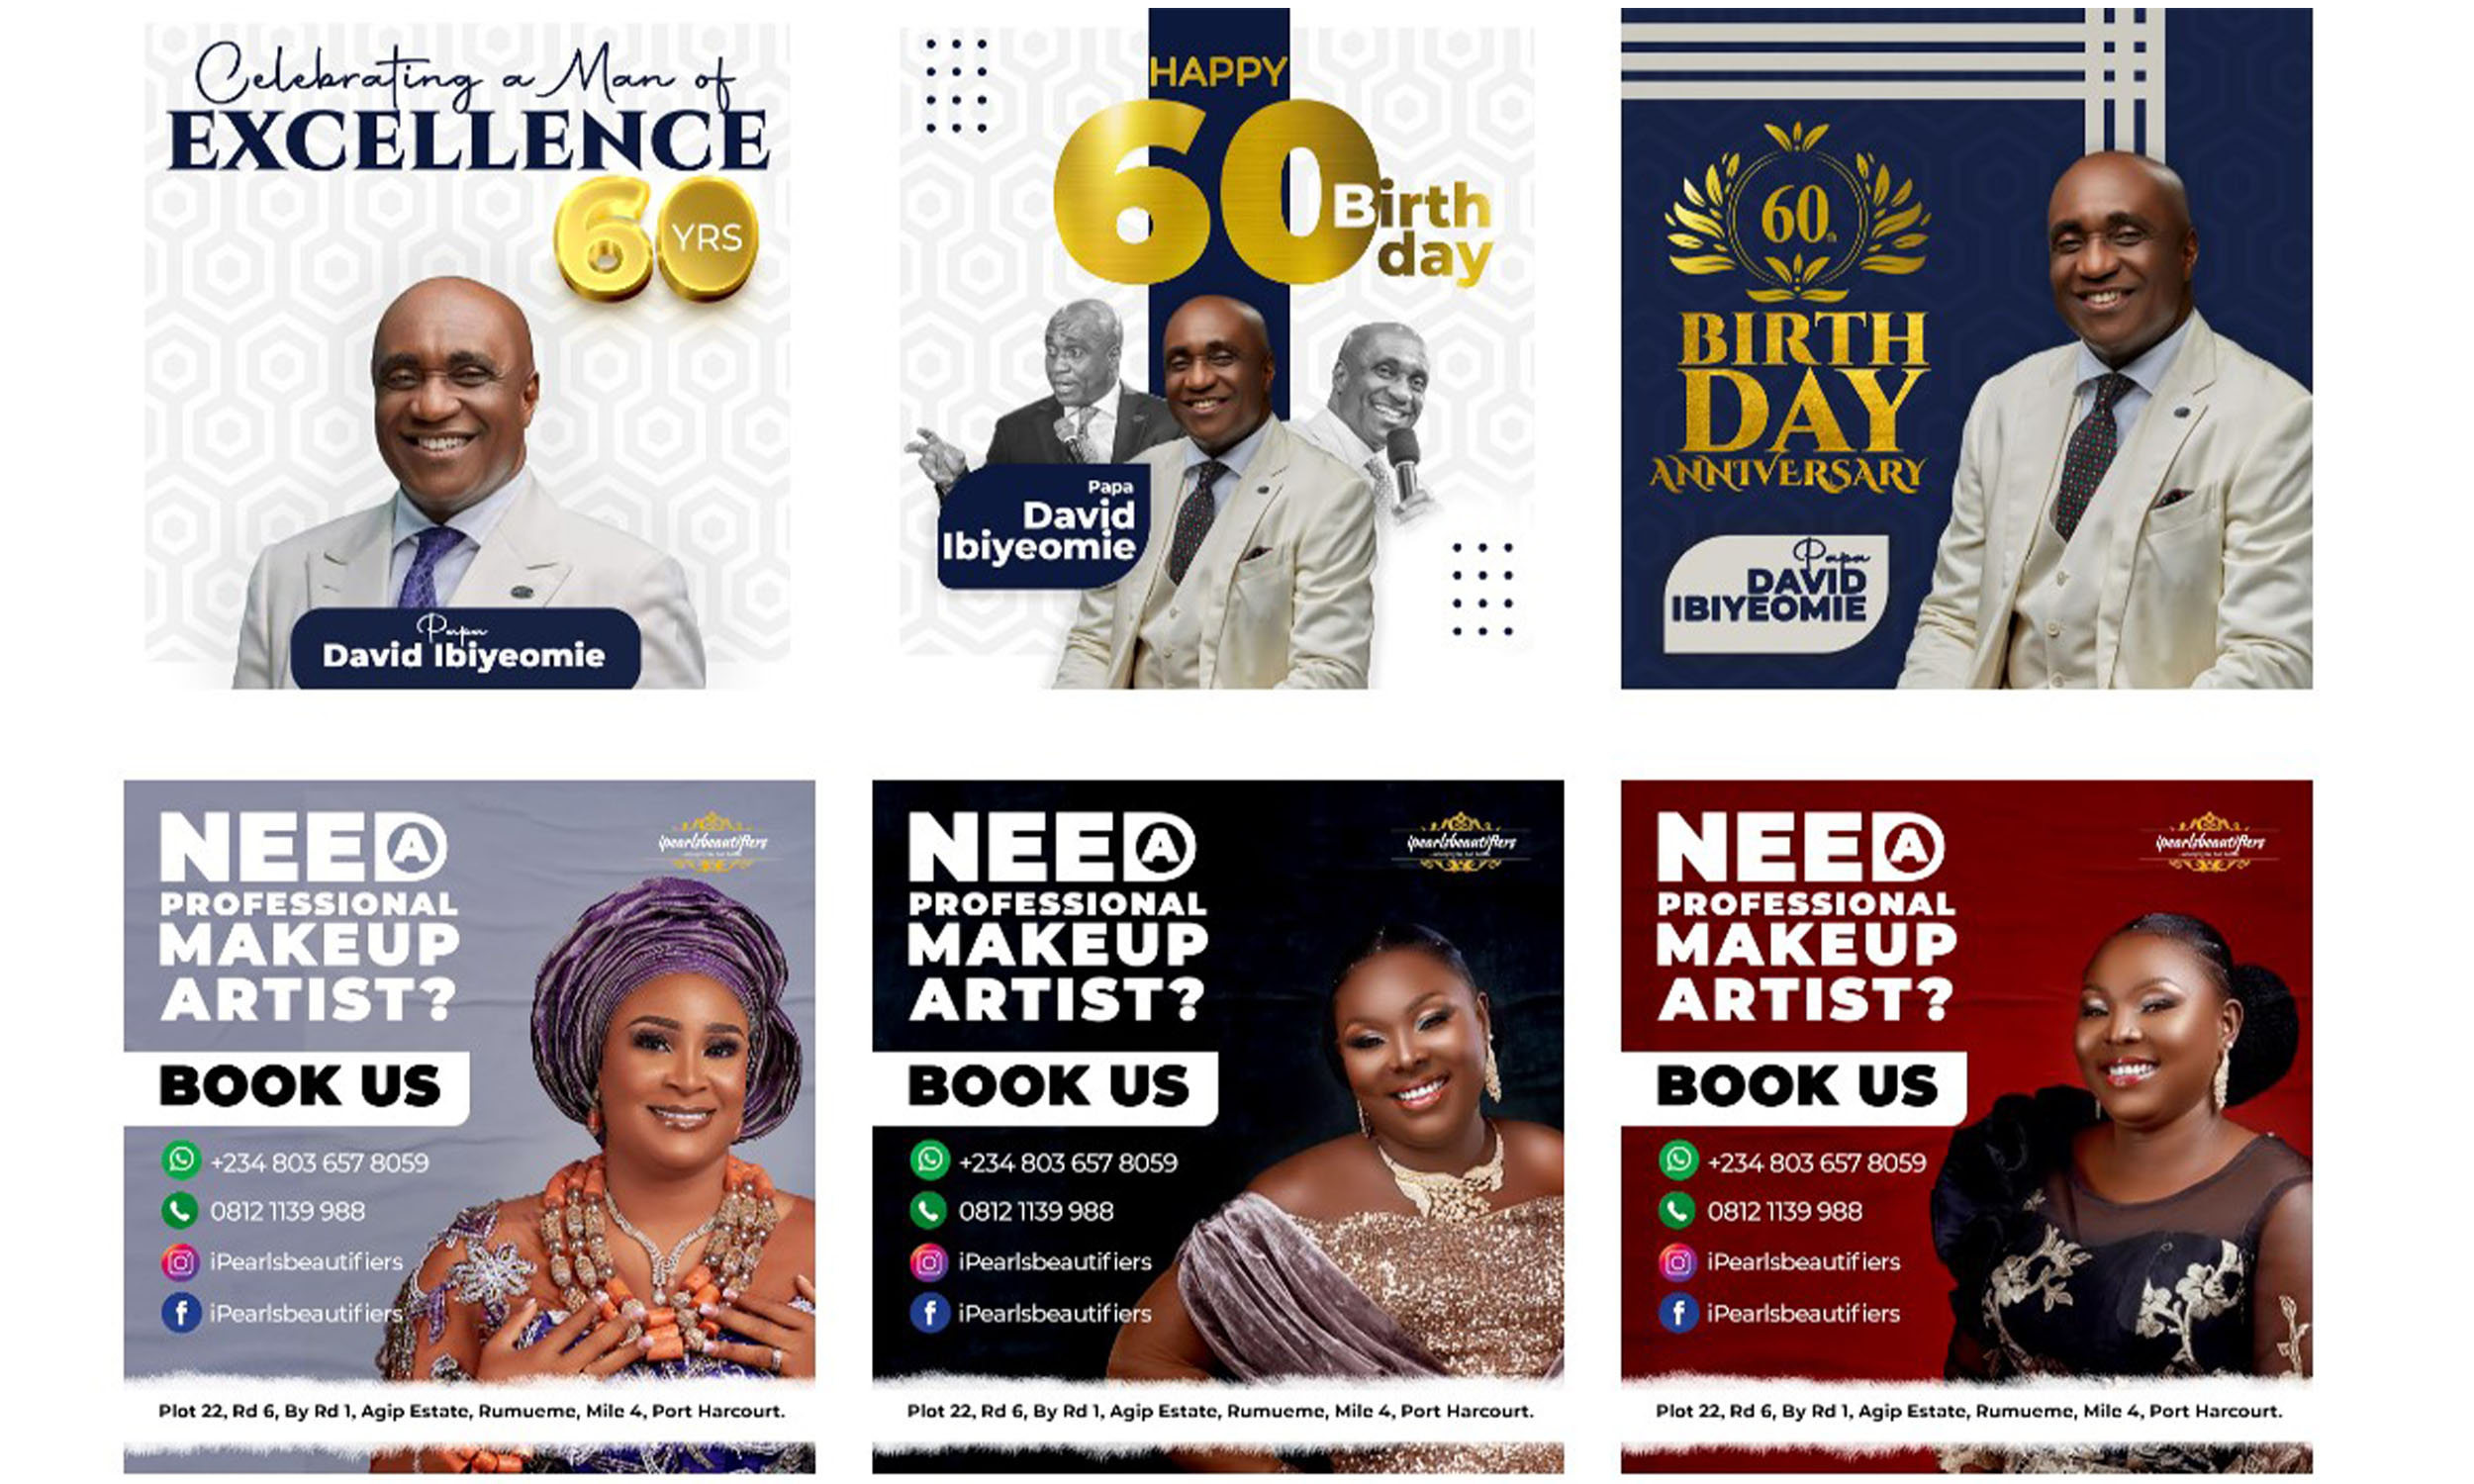 Celebrating a Man of
EXCELLENCE
60
YRS
Papa
David Ibiyeomie
HAPPY
60
Birth
day
Papa
David
Ibiyeomie
60th
BIRTH
DAY
ANNIVERSARY
Papa
DAVID
IBIYEOMIE
NEED A
PROFESSIONAL
MAKEUP
ARTIST?
BOOK US
+234 803 657 8059
0812 1139 988
iPearlsbeautifiers
iPearlsbeautifiers
Plot 22, Rd 6, By Rd 1, Agip Estate, Rumueme, Mile 4, Port Harcourt.
ipearlsbeautifiers
NEED A
PROFESSIONAL
MAKEUP
ARTIST?
BOOK US
+234 803 657 8059
0812 1139 988
iPearlsbeautifiers
iPearlsbeautifiers
Plot 22, Rd 6, By Rd 1, Agip Estate, Rumueme, Mile 4, Port Harcourt.
ipearlsbeautifiers
NEED A
PROFESSIONAL
MAKEUP
ARTIST?
BOOK US
+234 803 657 8059
0812 1139 988
iPearlsbeautifiers
iPearlsbeautifiers
Plot 22, Rd 6, By Rd 1, Agip Estate, Rumueme, Mile 4, Port Harcourt.
ipearlsbeautifiers